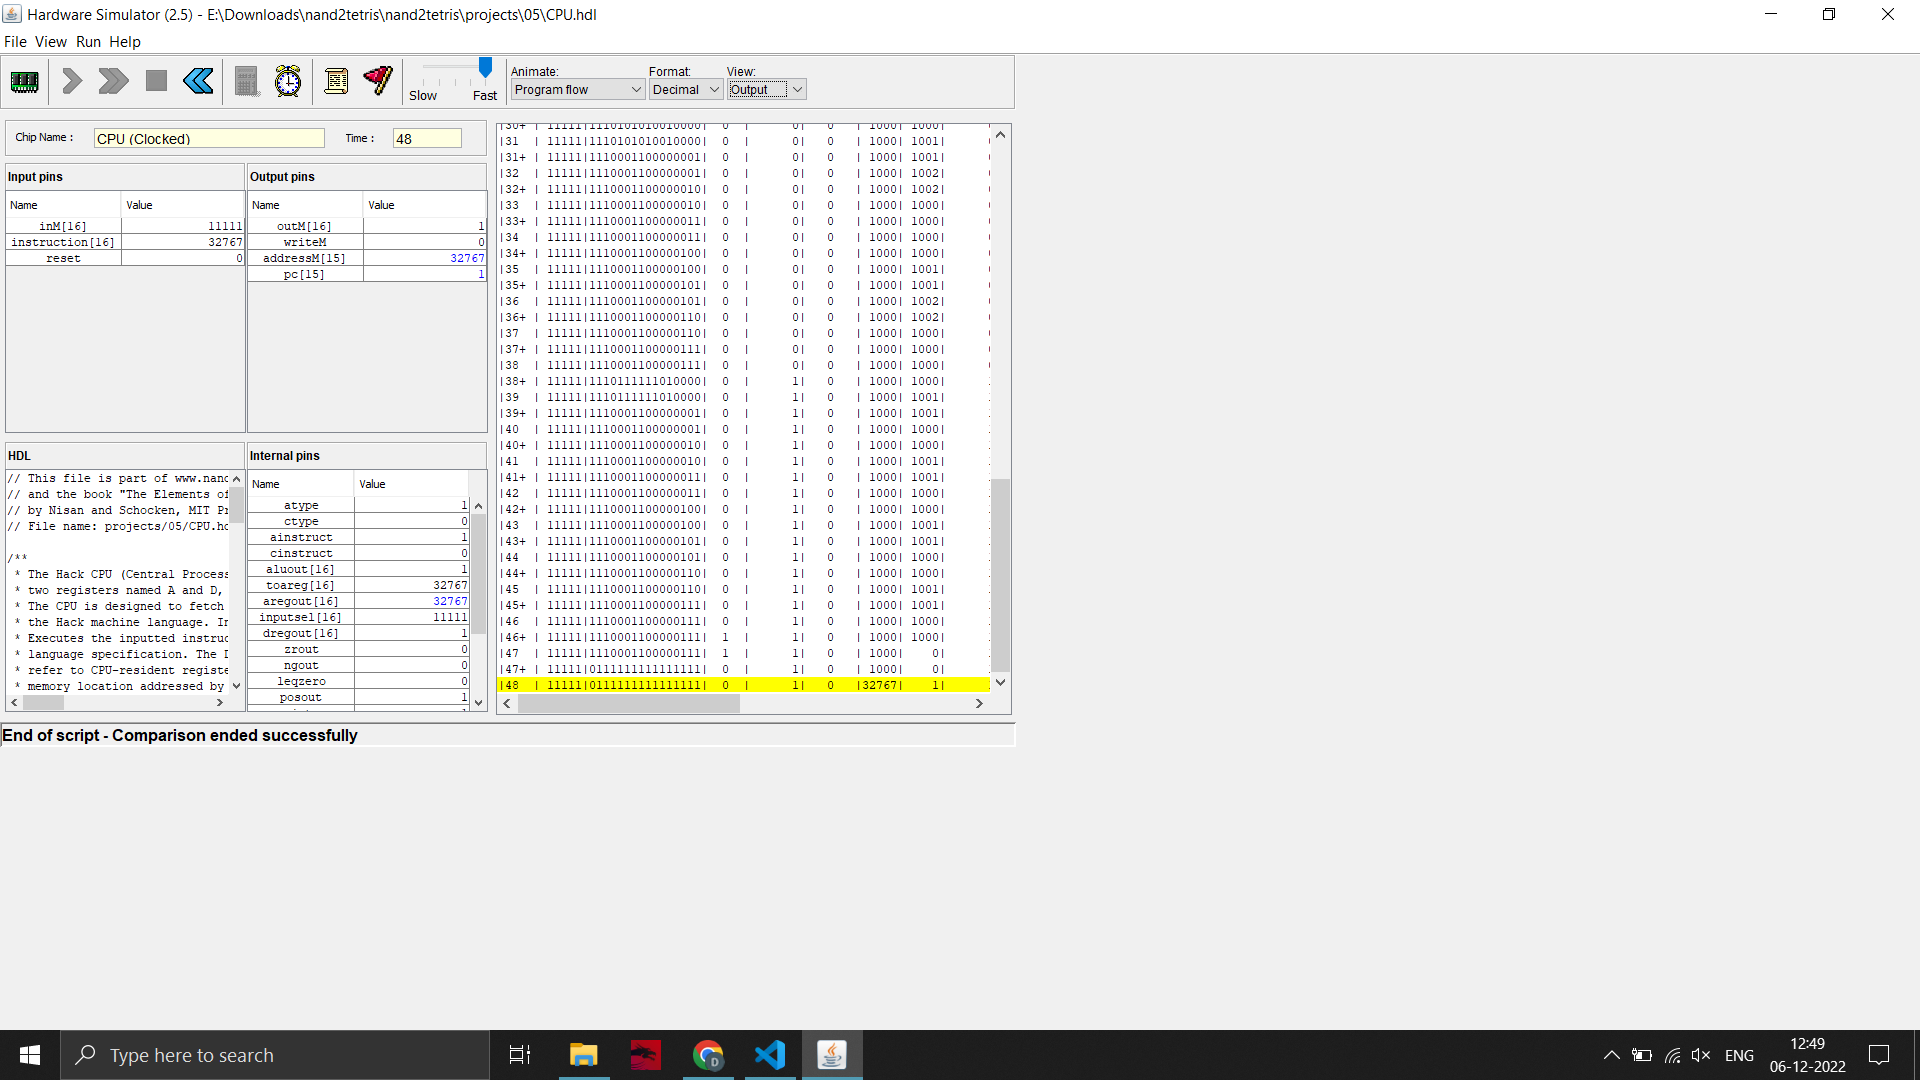 Hardware Simulator (2.5) - E:\Downloads\nand2tetris\nand2tetris\projects\05\CPU.hdl
File View Run Help
Slow Fast
Animate: Format: View:
Program flow Decimal Output
Chip Name : CPU (Clocked) Time : 48
Input pins
Name Value
inM[16] 11111
instruction[16] 32767
reset 0
Output pins
Name Value
outM[16] 1
writeM 0
addressM[15] 32767
pc[15] 1
HDL
// This file is part of www.nand
// and the book "The Elements of
// by Nisan and Schocken, MIT Pr
// File name: projects/05/CPU.hd
/**
* The Hack CPU (Central Process
* two registers named A and D,
* The CPU is designed to fetch
* the Hack machine language. In
* Executes the inputted instruc
* language specification. The D
* refer to CPU-resident registe
* memory location addressed by
Internal pins
Name Value
atype 1
ctype 0
ainstruct 1
cinstruct 0
aluout[16] 1
toareg[16] 32767
aregout[16] 32767
inputsel[16] 11111
dregout[16] 1
zrout 0
ngout 0
leqzero 0
posout 1
|30+ | 11111|1110101010010000| 0 | 0| 0 | 1000| 1000|
|31 | 11111|1110101010010000| 0 | 0| 0 | 1000| 1001|
|31+ | 11111|1110001100000001| 0 | 0| 0 | 1000| 1001|
|32 | 11111|1110001100000001| 0 | 0| 0 | 1000| 1002|
|32+ | 11111|1110001100000010| 0 | 0| 0 | 1000| 1002|
|33 | 11111|1110001100000010| 0 | 0| 0 | 1000| 1000|
|33+ | 11111|1110001100000011| 0 | 0| 0 | 1000| 1000|
|34 | 11111|1110001100000011| 0 | 0| 0 | 1000| 1000|
|34+ | 11111|1110001100000100| 0 | 0| 0 | 1000| 1000|
|35 | 11111|1110001100000100| 0 | 0| 0 | 1000| 1001|
|35+ | 11111|1110001100000101| 0 | 0| 0 | 1000| 1001|
|36 | 11111|1110001100000101| 0 | 0| 0 | 1000| 1002|
|36+ | 11111|1110001100000110| 0 | 0| 0 | 1000| 1002|
|37 | 11111|1110001100000110| 0 | 0| 0 | 1000| 1000|
|37+ | 11111|1110001100000111| 0 | 0| 0 | 1000| 1000|
|38 | 11111|1110001100000111| 0 | 0| 0 | 1000| 1000|
|38+ | 11111|1110111111010000| 0 | 1| 0 | 1000| 1000|
|39 | 11111|1110111111010000| 0 | 1| 0 | 1000| 1001|
|39+ | 11111|1110001100000001| 0 | 1| 0 | 1000| 1001|
|40 | 11111|1110001100000001| 0 | 1| 0 | 1000| 1000|
|40+ | 11111|1110001100000010| 0 | 1| 0 | 1000| 1000|
|41 | 11111|1110001100000010| 0 | 1| 0 | 1000| 1001|
|41+ | 11111|1110001100000011| 0 | 1| 0 | 1000| 1001|
|42 | 11111|1110001100000011| 0 | 1| 0 | 1000| 1000|
|42+ | 11111|1110001100000100| 0 | 1| 0 | 1000| 1000|
|43 | 11111|1110001100000100| 0 | 1| 0 | 1000| 1001|
|43+ | 11111|1110001100000101| 0 | 1| 0 | 1000| 1001|
|44 | 11111|1110001100000101| 0 | 1| 0 | 1000| 1000|
|44+ | 11111|1110001100000110| 0 | 1| 0 | 1000| 1000|
|45 | 11111|1110001100000110| 0 | 1| 0 | 1000| 1001|
|45+ | 11111|1110001100000111| 0 | 1| 0 | 1000| 1001|
|46 | 11111|1110001100000111| 0 | 1| 0 | 1000| 1000|
|46+ | 11111|1110001100000111| 1 | 1| 0 | 1000| 1000|
|47 | 11111|1110001100000111| 1 | 1| 0 | 1000| 0|
|47+ | 11111|0111111111111111| 0 | 1| 0 | 1000| 0|
|48 | 11111|0111111111111111| 0 | 1| 0 |32767| 1|
End of script - Comparison ended successfully
Type here to search
D
ENG
12:49
06-12-2022